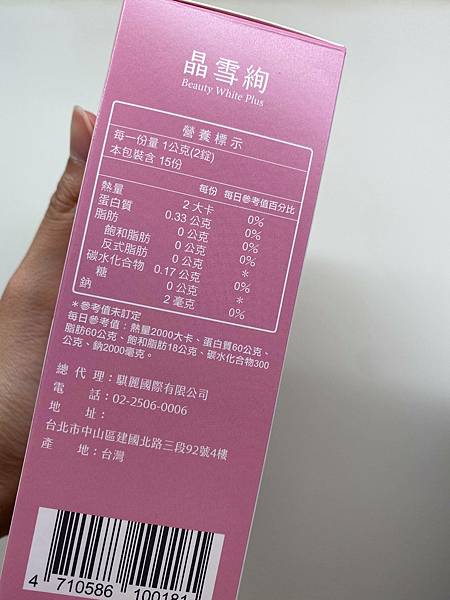 晶雪絢
Beauty White Plus
營養標示
每一份量 1公克(2錠)
本包裝含 15份
每份 每日參考值百分比
熱量 2 大卡 0%
蛋白質 0.33 公克 0%
脂肪 0 公克 0%
飽和脂肪 0 公克 0%
反式脂肪 0 公克 *
碳水化合物 0.17 公克 0%
糖 0 公克 *
鈉 2 毫克 0%
*參考值未訂定
每日參考值：熱量2000大卡、蛋白質60公克、
脂肪60公克、飽和脂肪18公克、碳水化合物300
公克、鈉2000毫克。
總代理：騏麗國際有限公司
電話：02-2506-0006
地址：
台北市中山區建國北路三段92號4樓
產地：台灣
4 710586 100181